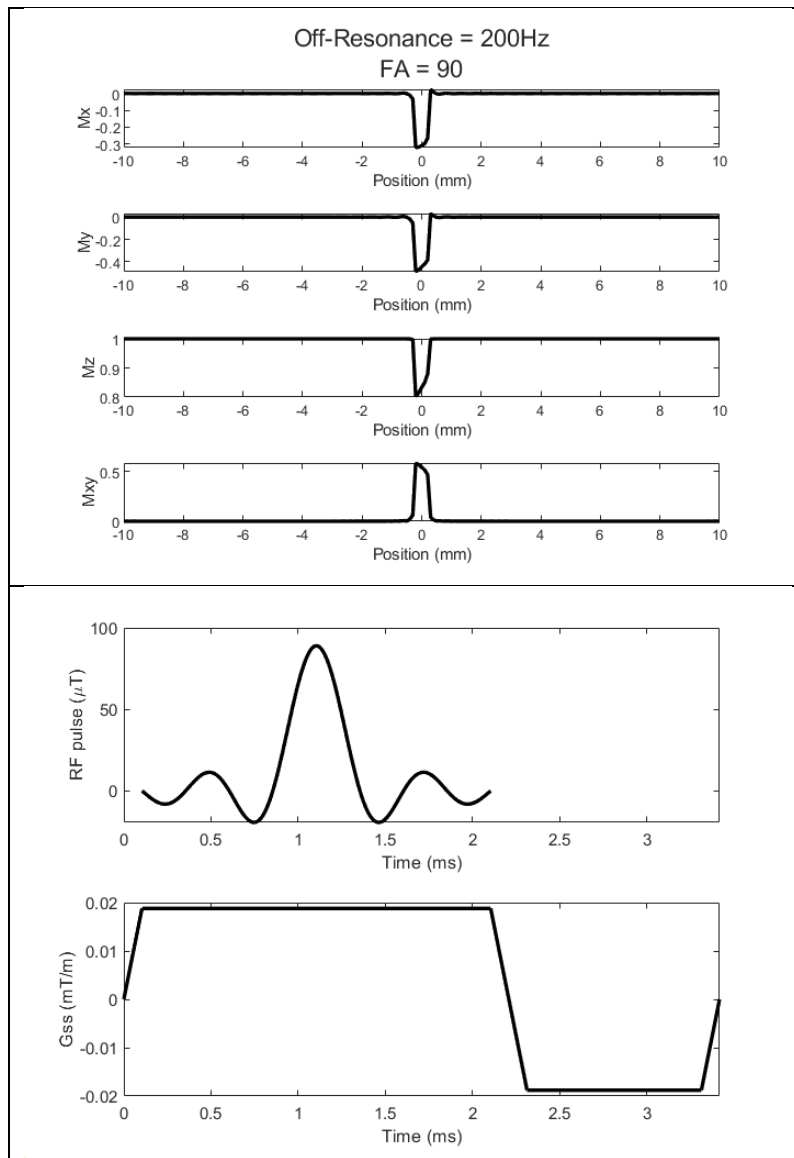 Off-Resonance = 200Hz
FA = 90
Mx
0
-0.1
-0.2
-0.3
-10 -8 -6 -4 -2 0 2 4 6 8 10
Position (mm)
My
0
-0.2
-0.4
-10 -8 -6 -4 -2 0 2 4 6 8 10
Position (mm)
Mz
1
0.9
0.8
-10 -8 -6 -4 -2 0 2 4 6 8 10
Position (mm)
Mxy
0.5
0
-10 -8 -6 -4 -2 0 2 4 6 8 10
Position (mm)
RF pulse (μT)
100
50
0
0 0.5 1 1.5 2 2.5 3
Time (ms)
Gss (mT/m)
0.02
0.01
0
-0.01
-0.02
0 0.5 1 1.5 2 2.5 3
Time (ms)